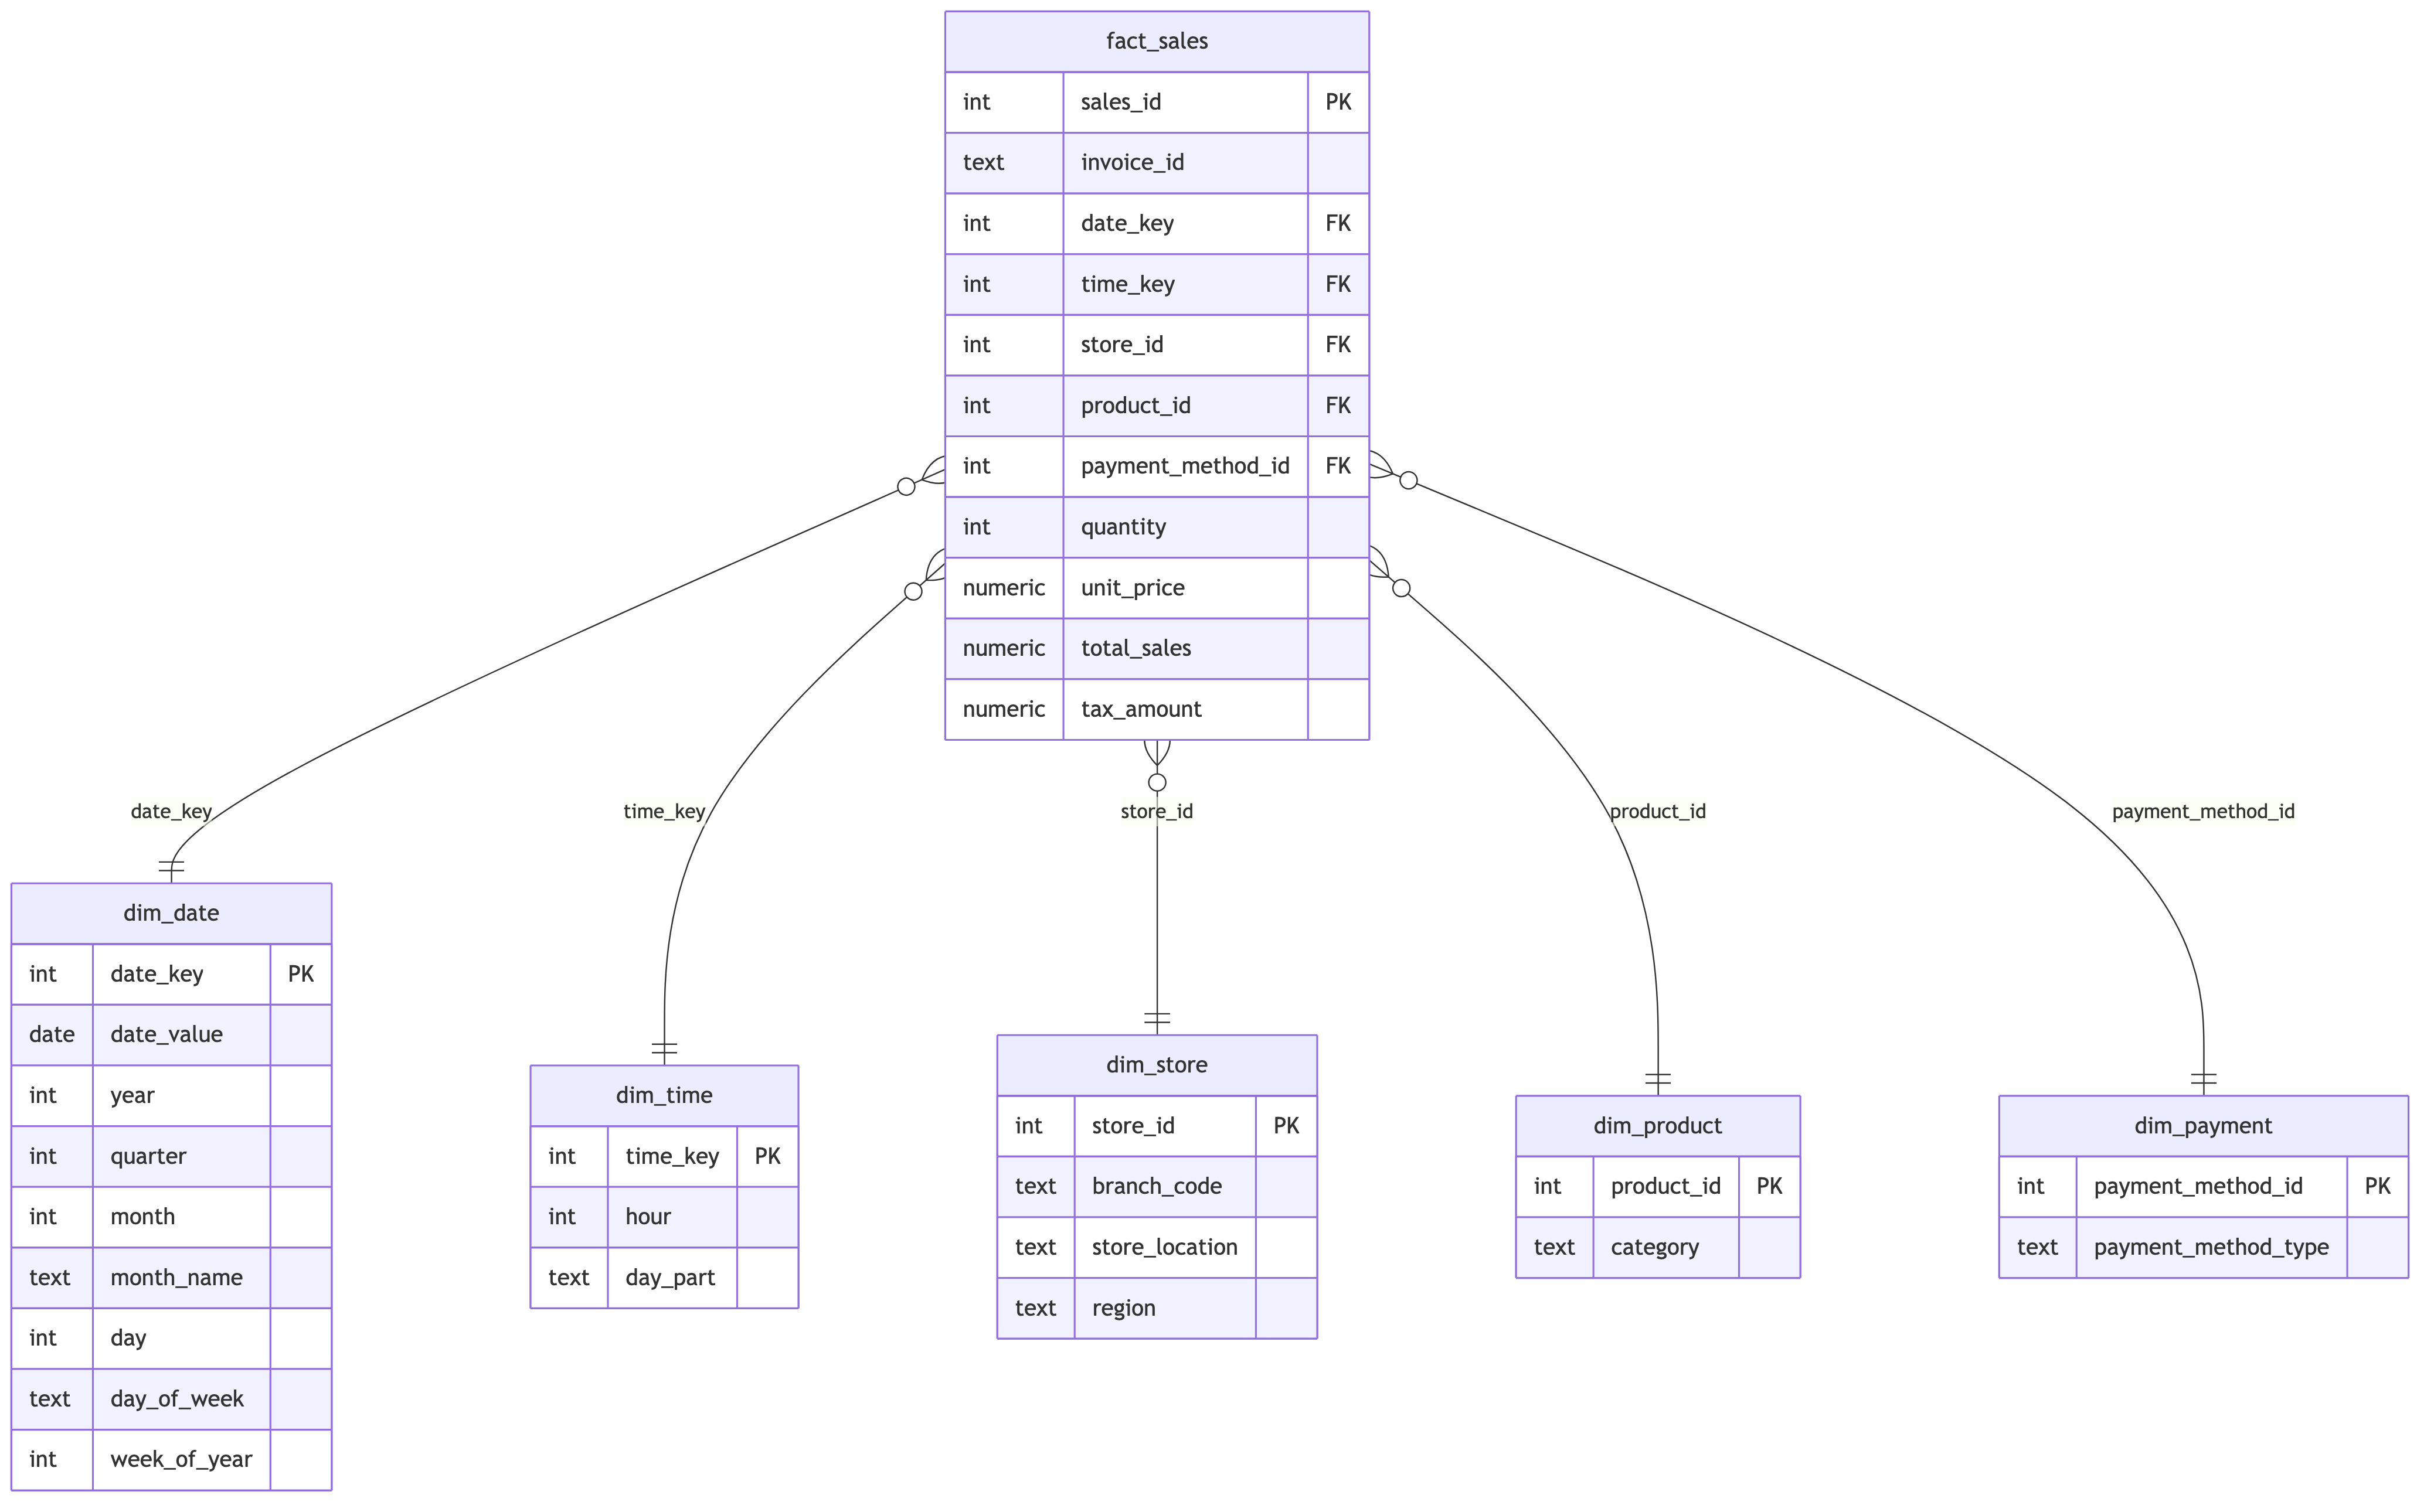 fact_sales
int sales_id PK
text invoice_id
int date_key FK
int time_key FK
int store_id FK
int product_id FK
int payment_method_id FK
int quantity
numeric unit_price
numeric total_sales
numeric tax_amount
date_key
time_key
store_id
product_id
payment_method_id
dim_date
int date_key PK
date date_value
int year
int quarter
int month
text month_name
int day
text day_of_week
int week_of_year
dim_time
int time_key PK
int hour
text day_part
dim_store
int store_id PK
text branch_code
text store_location
text region
dim_product
int product_id PK
text category
dim_payment
int payment_method_id PK
text payment_method_type